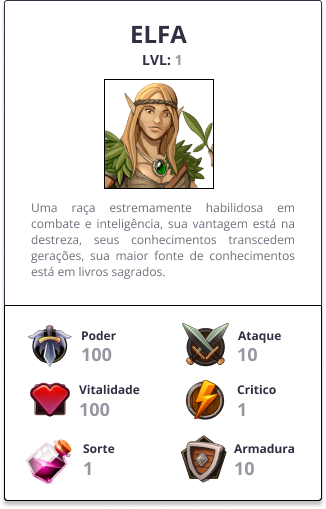 ELFA
LVL: 1
Uma raça estremamente habilidosa em
combate e inteligência, sua vantagem está na
destreza, seus conhecimentos transcedem
gerações, sua maior fonte de conhecimentos
está em livros sagrados.
Poder
100
Ataque
10
Vitalidade
100
Critico
1
Sorte
1
Armadura
10